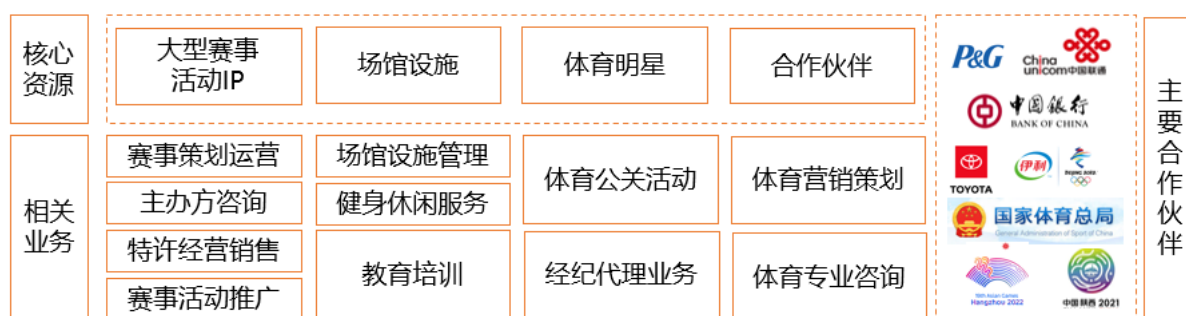 核心
资源
大型赛事
活动IP
场馆设施
体育明星
合作伙伴
相关
业务
赛事策划运营
主办方咨询
特许经营销售
赛事活动推广
场馆设施管理
健身休闲服务
教育培训
体育公关活动
经纪代理业务
体育营销策划
体育专业咨询
P&G
China
unicom中国联通
中国银行
BANK OF CHINA
TOYOTA
伊利
BEIJING 2022
国家体育总局
General Administration of Sport of China
19th Asian Games
Hangzhou 2022
中国陕西 2021
主要合作伙伴